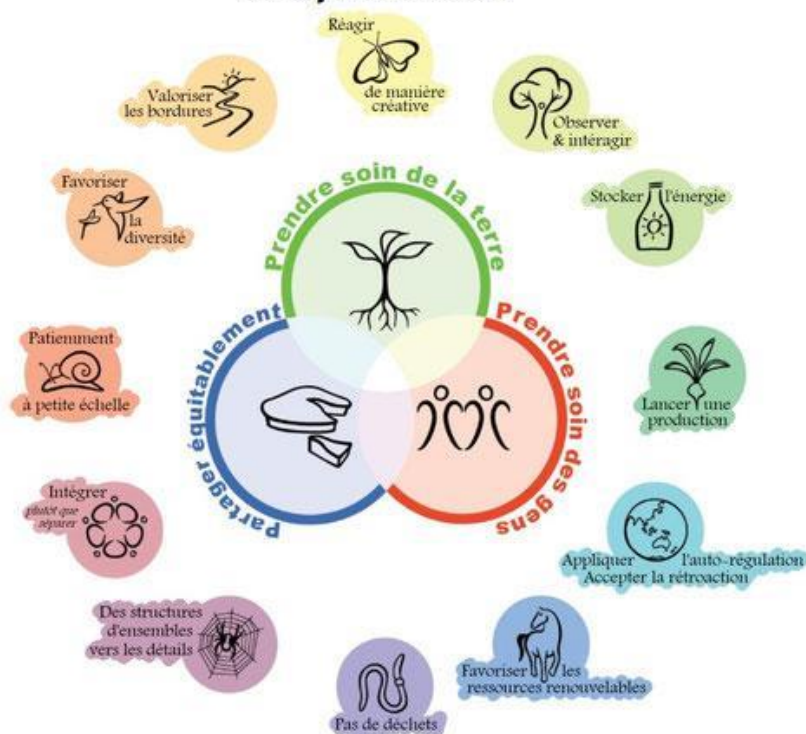 Réagir
de manière
créative
Observer
& intéragir
Stocker l'énergie
Lancer une
production
Appliquer l'auto-régulation
Accepter la rétroaction
Favoriser les
ressources renouvelables
Pas de déchets
Des structures
d'ensembles
vers les détails
Intégrer
plutôt que
séparer
Patiemment
à petite échelle
Favoriser
la
diversité
Valoriser
les bordures
Prendre soin de la terre
Prendre soin des gens
Partager équitablement